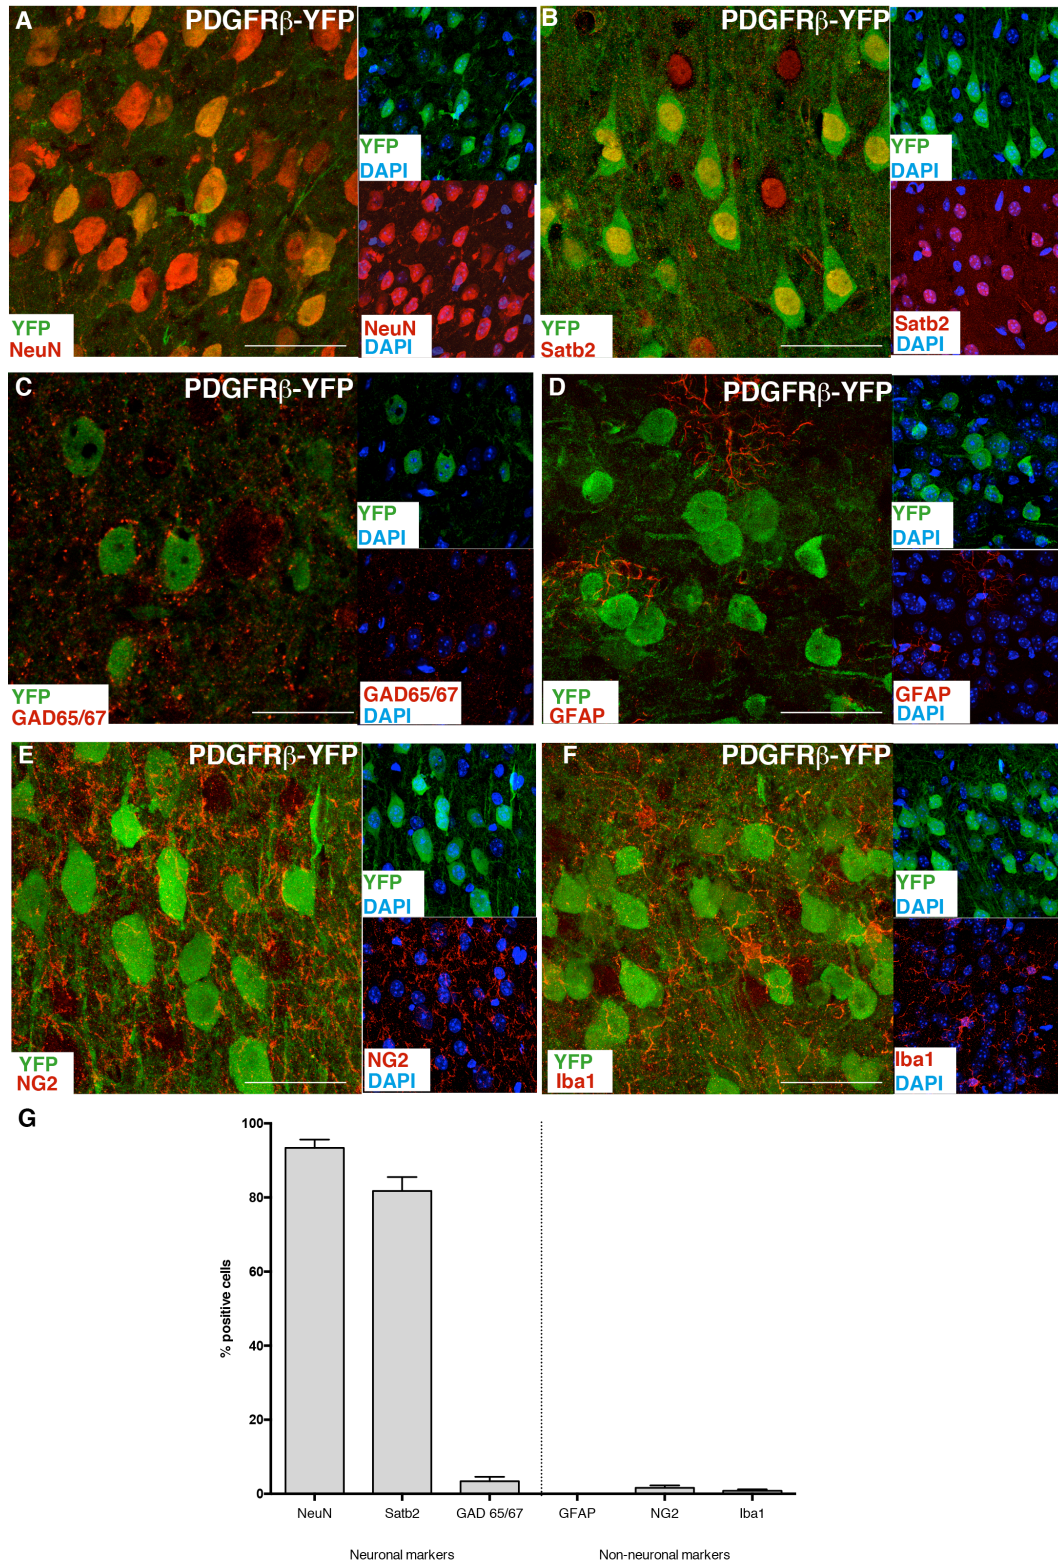 A
PDGFRβ-YFP
YFP
DAPI
YFP
NeuN
NeuN
DAPI
B
PDGFRβ-YFP
YFP
DAPI
YFP
Satb2
Satb2
DAPI
C
PDGFRβ-YFP
YFP
DAPI
YFP
GAD65/67
GAD65/67
DAPI
D
PDGFRβ-YFP
YFP
DAPI
YFP
GFAP
GFAP
DAPI
E
PDGFRβ-YFP
YFP
DAPI
YFP
NG2
NG2
DAPI
F
PDGFRβ-YFP
YFP
DAPI
YFP
Iba1
Iba1
DAPI
G
100
80
60
40
20
0
% positive cells
NeuN Satb2 GAD 65/67 GFAP NG2 Iba1
Neuronal markers Non-neuronal markers